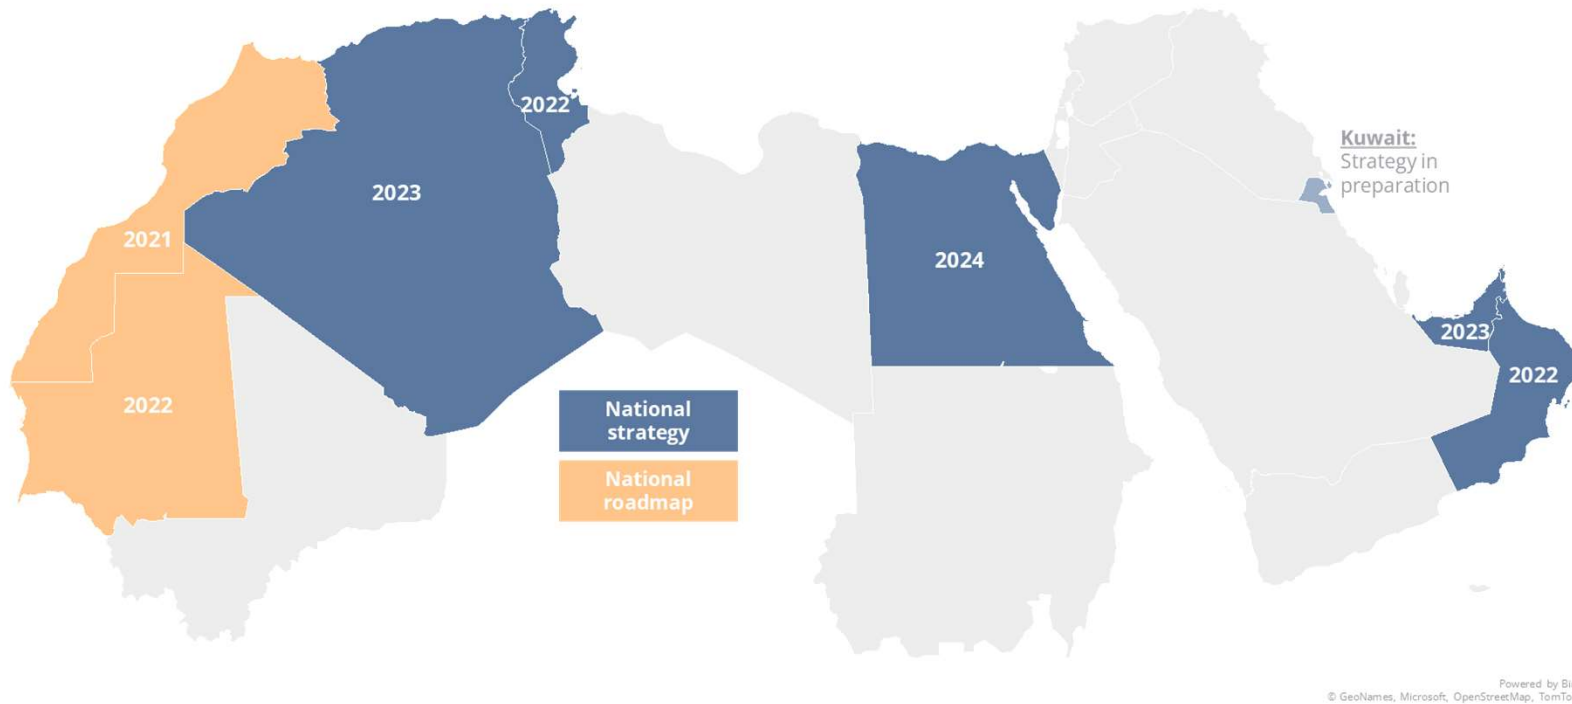 2022
Kuwait:
Strategy in
preparation
2023
2021
2024
2023
2022
2022
National
strategy
National
roadmap
Powered by Bi
© GeoNames, Microsoft, OpenStreetMap, TomTo